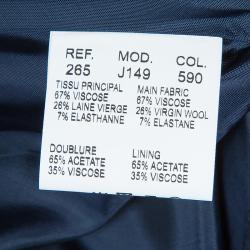 REF. MOD. COL.
265 J149 590
TISSU PRINCIPAL MAIN FABRIC
67% VISCOSE 67% VISCOSE
26% LAINE VIERGE 26% VIRGIN WOOL
7% ELASTHANNE 7% ELASTANE
DOUBLURE LINING
65% ACETATE 65% ACETATE
35% VISCOSE 35% VISCOSE